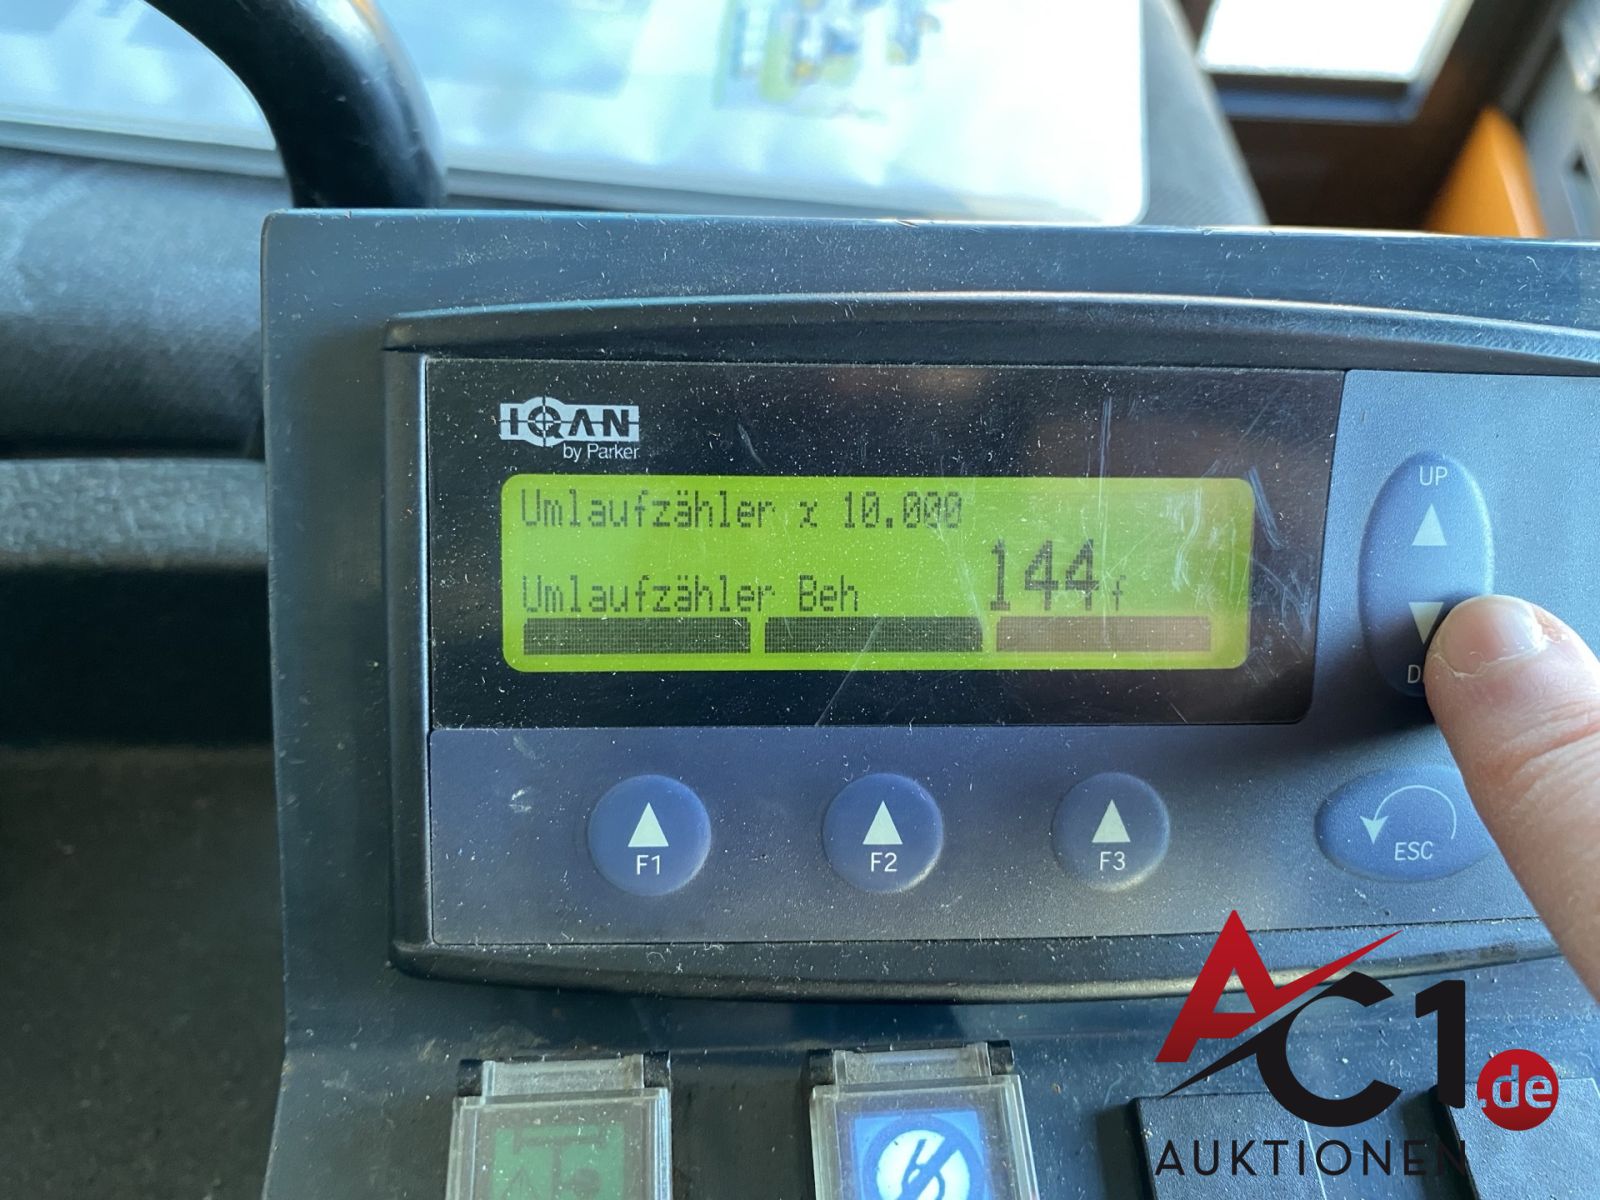 IQAN
by Parker
Umlaufzähler x 10.000
Umlaufzähler Beh 144 f
UP
F1
F2
F3
ESC
AC1.de
AUKTIONEN